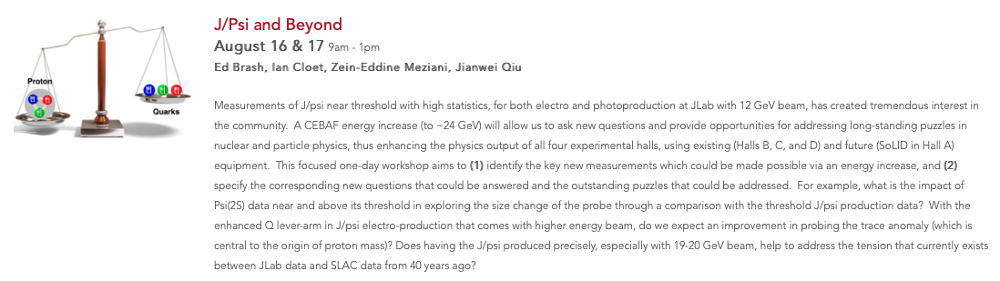 J/Psi and Beyond
August 16 & 17 9am - 1pm
Ed Brash, Ian Cloet, Zein-Eddine Meziani, Jianwei Qiu
Proton
Quarks
Measurements of J/psi near threshold with high statistics, for both electro and photoproduction at JLab with 12 GeV beam, has created tremendous interest in
the community. A CEBAF energy increase (to ~24 GeV) will allow us to ask new questions and provide opportunities for addressing long-standing puzzles in
nuclear and particle physics, thus enhancing the physics output of all four experimental halls, using existing (Halls B, C, and D) and future (SoLID in Hall A)
equipment. This focused one-day workshop aims to (1) identify the key new measurements which could be made possible via an energy increase, and (2)
specify the corresponding new questions that could be answered and the outstanding puzzles that could be addressed. For example, what is the impact of
Psi(2S) data near and above its threshold in exploring the size change of the probe through a comparison with the threshold J/psi production data? With the
enhanced Q lever-arm in J/psi electro-production that comes with higher energy beam, do we expect an improvement in probing the trace anomaly (which is
central to the origin of proton mass)? Does having the J/psi produced precisely, especially with 19-20 GeV beam, help to address the tension that currently exists
between JLab data and SLAC data from 40 years ago?